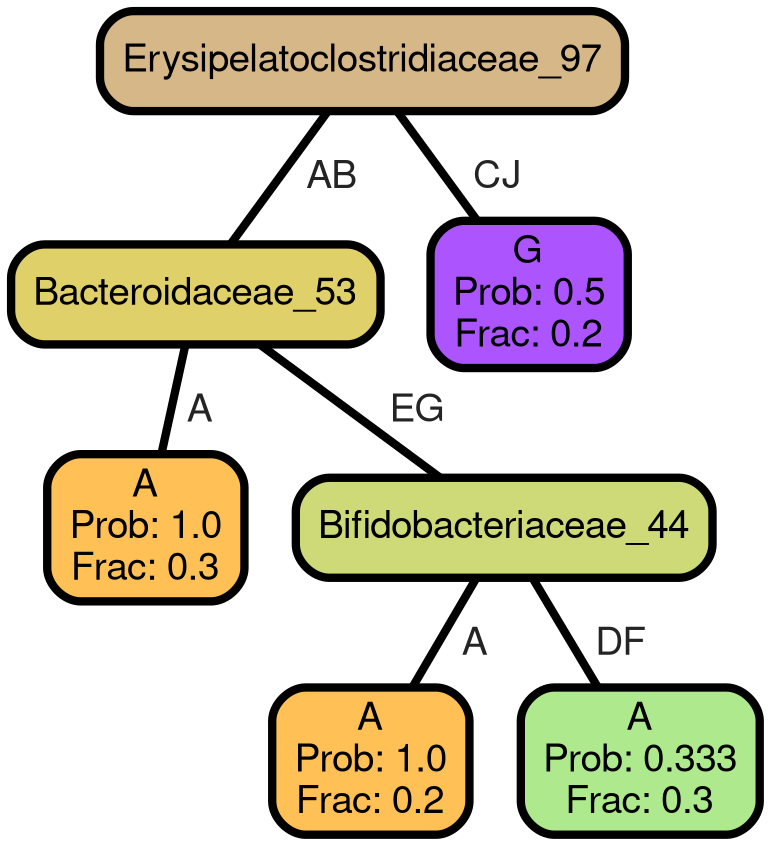 Erysipelatoclostridiaceae_97
AB
CJ
Bacteroidaceae_53
G
Prob: 0.5
Frac: 0.2
A
EG
A
Prob: 1.0
Frac: 0.3
Bifidobacteriaceae_44
A
DF
A
Prob: 1.0
Frac: 0.2
A
Prob: 0.333
Frac: 0.3